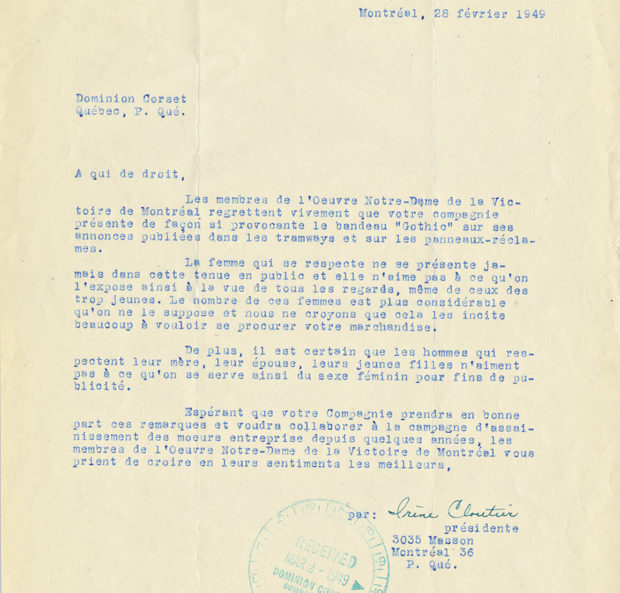 Montréal, 28 février 1949
Dominion Corset
Québec, P. Qué.
A qui de droit,
Les membres de l'Oeuvre Notre-Dame de la Vic-
toire de Montréal regrettent vivement que votre compagnie
présente de façon si provocante le bandeau "Gothic" sur ses
annonces publiées dans les tramways et sur les panneaux-récla-
mes.
La femme qui se respecte ne se présente ja-
mais dans cette tenue en public et elle n'aime pas à ce qu'on
l'expose ainsi à la vue de tous les regards, même de ceux des
trop jeunes. Le nombre de ces femmes est plus considérable
qu'on ne le suppose et nous ne croyons que cela les incite
beaucoup à vouloir se procurer votre marchandise.
De plus, il est certain que les hommes qui res-
pectent leur mère, leur épouse, leurs jeunes filles n'aiment
pas à ce qu'on se serve ainsi du sexe féminin pour fins de pu-
blicité.
Espérant que votre Compagnie prendra en bonne
part ces remarques et voudra collaborer à la campagne d'assai-
nissement des moeurs entreprise depuis quelques années, les
membres de l'Oeuvre Notre-Dame de la Victoire de Montréal vous
prient de croire en leurs sentiments les meilleurs,
par: Irène Cloutier
présidente
3035 Masson
Montréal 36
P. Qué.
RECEIVED
MAR 2 - 1949
DOMINION